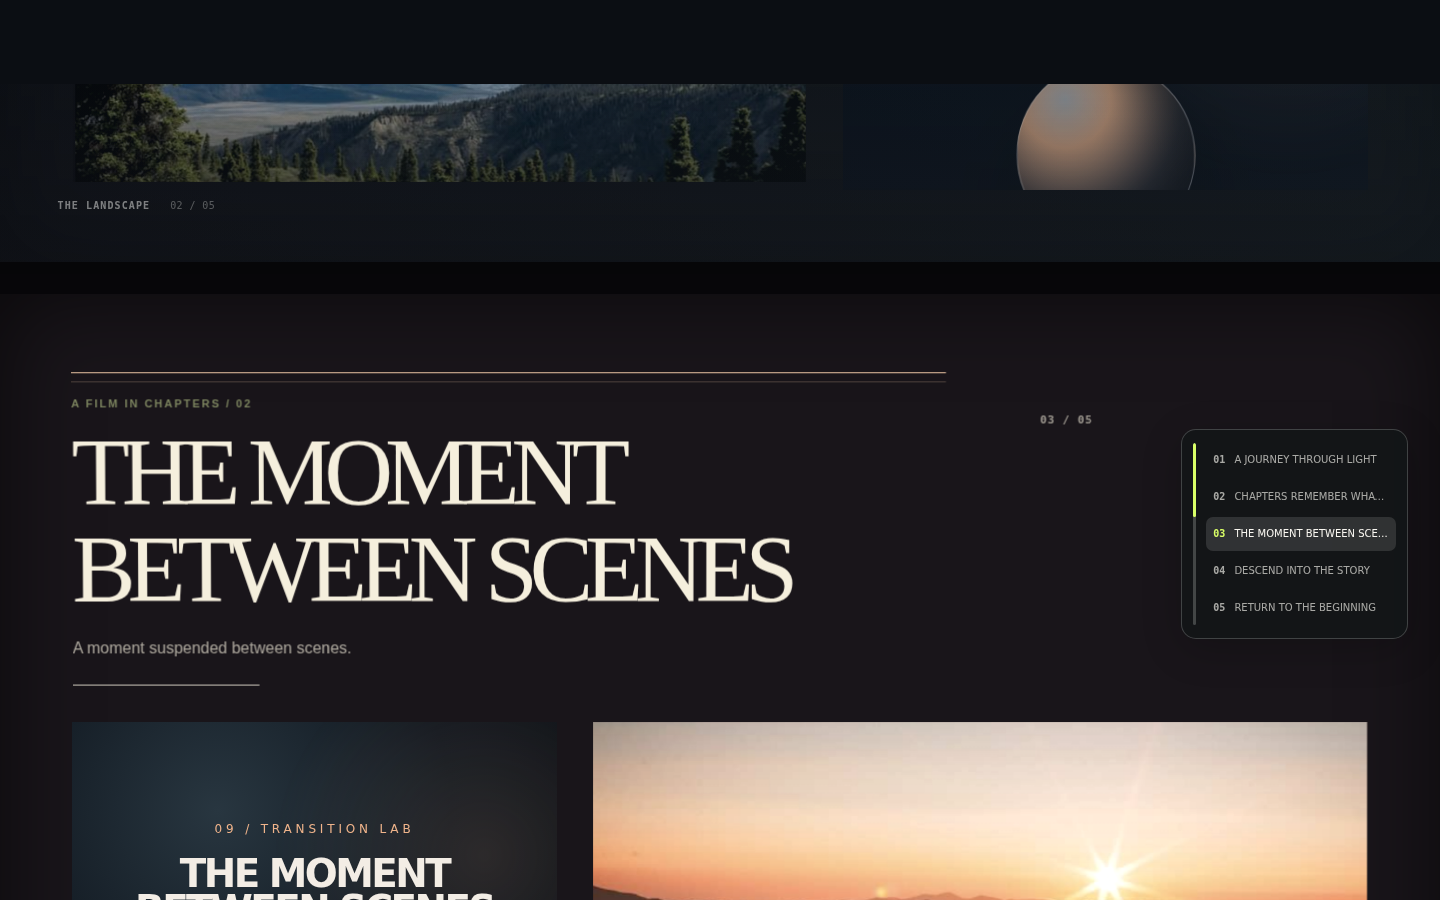 THE LANDSCAPE 02 / 05
A FILM IN CHAPTERS / 02
03 / 05
THE MOMENT
BETWEEN SCENES
A moment suspended between scenes.
01 A JOURNEY THROUGH LIGHT
02 CHAPTERS REMEMBER WHA...
03 THE MOMENT BETWEEN SCE...
04 DESCEND INTO THE STORY
05 RETURN TO THE BEGINNING
09 / TRANSITION LAB
THE MOMENT
BETWEEN SCENES